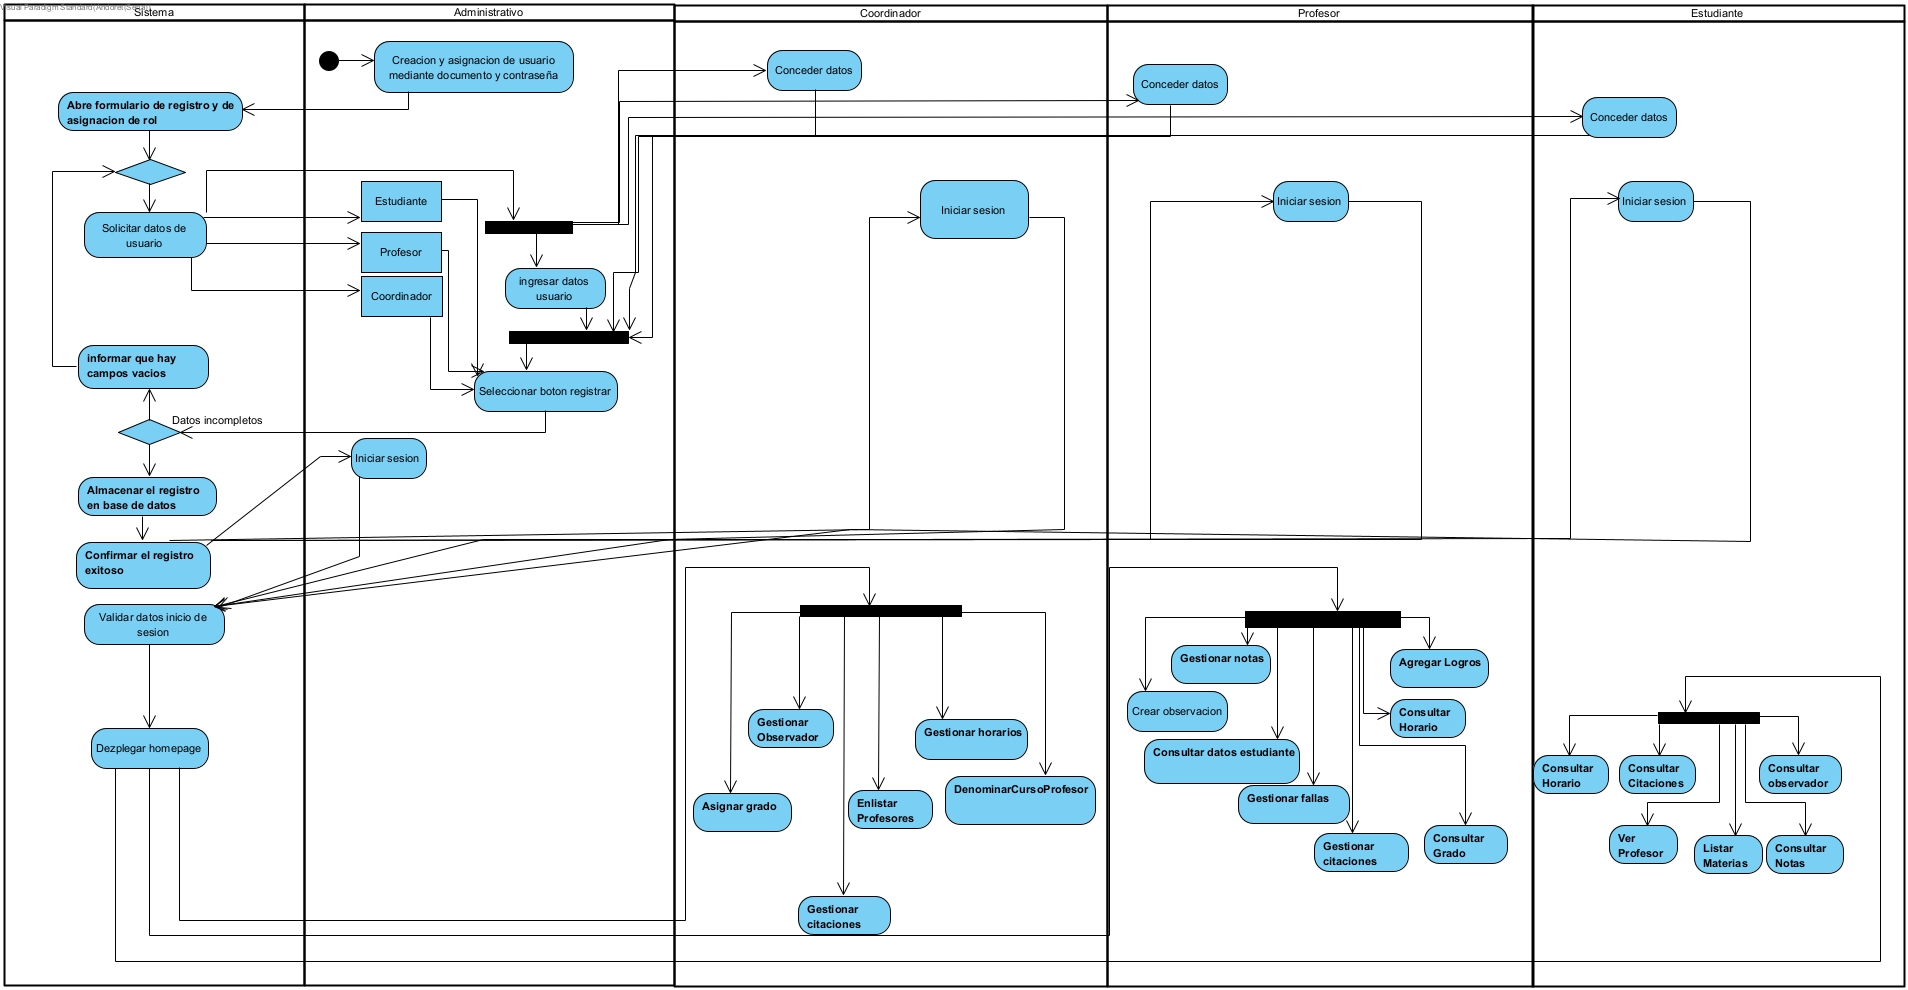 Visual Paradigm Standard
Sistema
Administrativo
Coordinador
Profesor
Estudiante
Creacion y asignacion de usuario
mediante documento y contraseña
Conceder datos
Conceder datos
Conceder datos
Abre formulario de registro y de
asignacion de rol
Solicitar datos de
usuario
Estudiante
Profesor
Coordinador
ingresar datos
usuario
Iniciar sesion
Iniciar sesion
Iniciar sesion
informar que hay
campos vacios
Seleccionar boton registrar
Datos incompletos
Iniciar sesion
Almacenar el registro
en base de datos
Confirmar el registro
exitoso
Validar datos inicio de
sesion
Dezplegar homepage
Gestionar
Observador
Gestionar horarios
Asignar grado
Enlistar
Profesores
DenominarCursoProfesor
Gestionar
citaciones
Gestionar notas
Agregar Logros
Crear observacion
Consultar
Horario
Consultar datos estudiante
Gestionar fallas
Gestionar
citaciones
Consultar
Grado
Consultar
Horario
Consultar
Citaciones
Consultar
observador
Ver
Profesor
Listar
Materias
Consultar
Notas